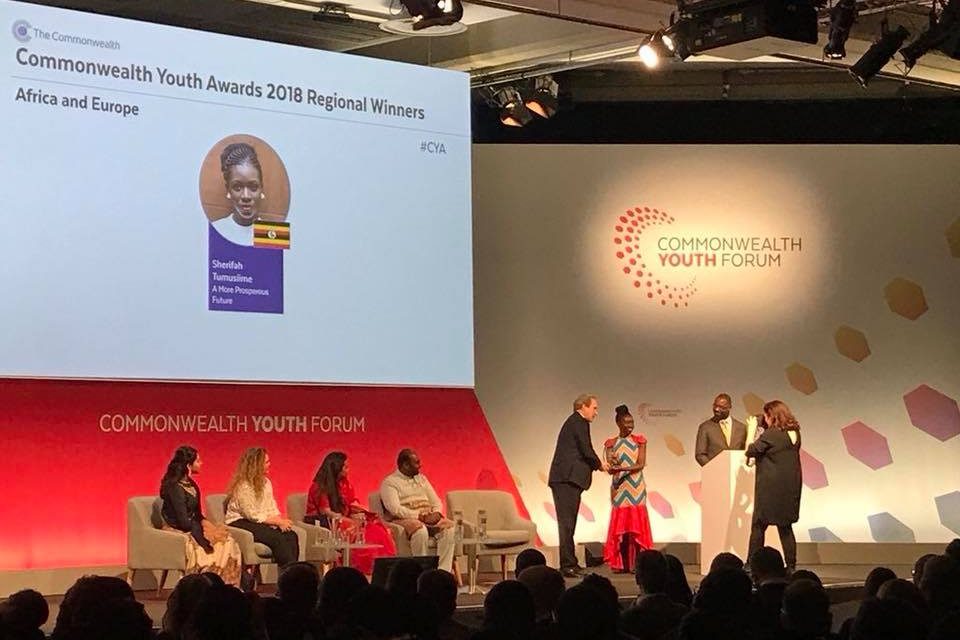 The Commonwealth
Commonwealth Youth Awards 2018 Regional Winners
Africa and Europe
#CYA
Sherifah
Tumusiime
A More Prosperous
Future
COMMONWEALTH
YOUTH FORUM
COMMONWEALTH YOUTH FORUM